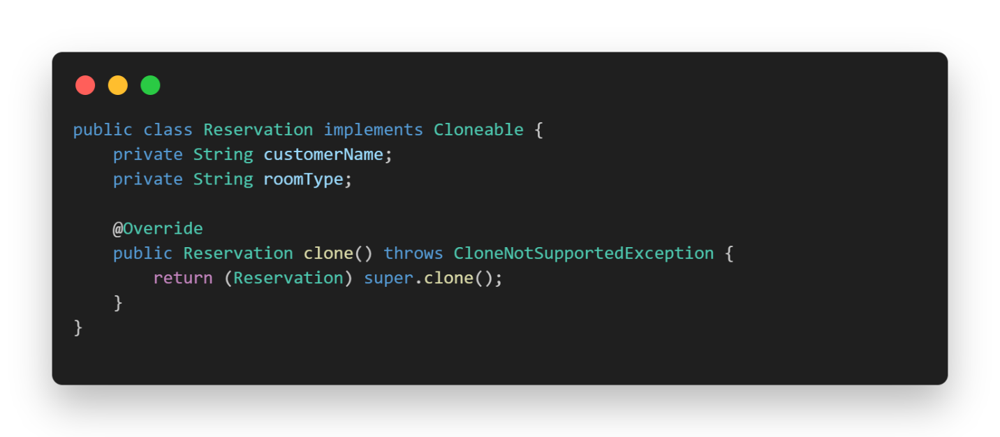 public class Reservation implements Cloneable {
    private String customerName;
    private String roomType;

    @Override
    public Reservation clone() throws CloneNotSupportedException {
        return (Reservation) super.clone();
    }
}